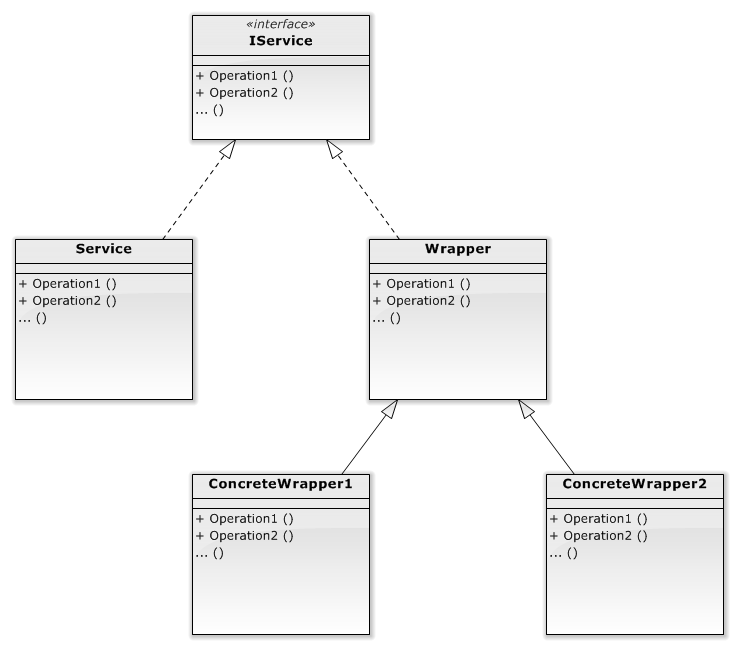 «interface»
IService
+ Operation1 ()
+ Operation2 ()
... ()
Service
+ Operation1 ()
+ Operation2 ()
... ()
Wrapper
+ Operation1 ()
+ Operation2 ()
... ()
ConcreteWrapper1
+ Operation1 ()
+ Operation2 ()
... ()
ConcreteWrapper2
+ Operation1 ()
+ Operation2 ()
... ()